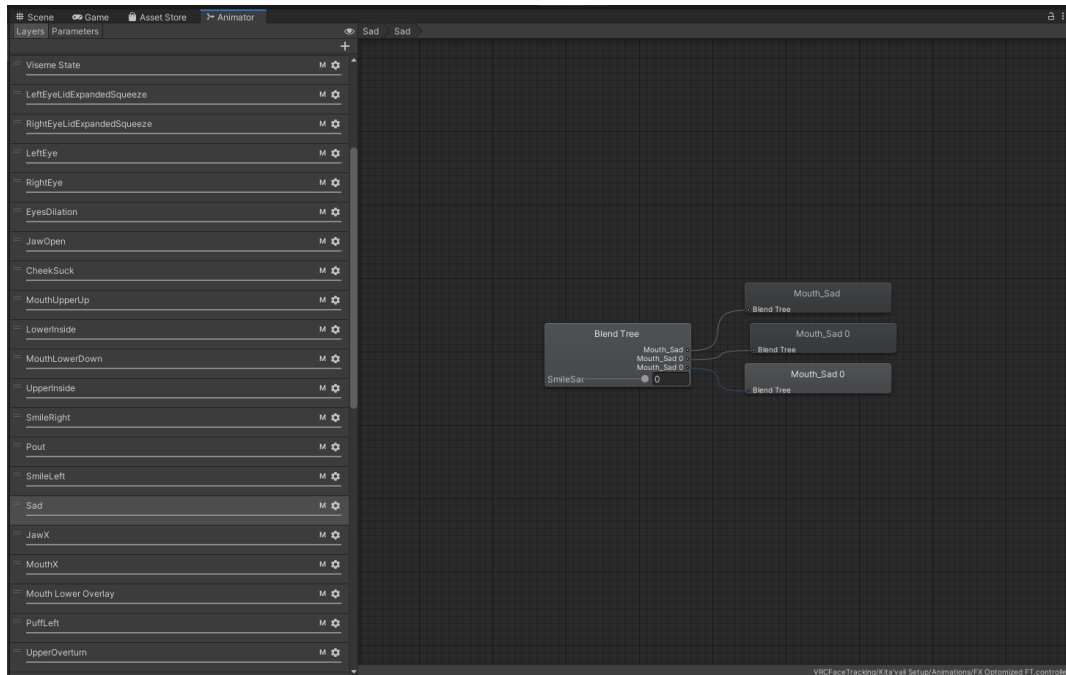 Scene Game Asset Store Animator
Layers Parameters Sad Sad
Viseme State M
LeftEyeLidExpandedSqueeze M
RightEyeLidExpandedSqueeze M
LeftEye M
RightEye M
EyesDilation M
JawOpen M
CheekSuck M
MouthUpperUp M
LowerInside M
MouthLowerDown M
UpperInside M
SmileRight M
Pout M
SmileLeft M
Sad M
JawX M
MouthX M
Mouth Lower Overlay M
PuffLeft M
UpperOverturn M
Blend Tree
Mouth_Sad
Mouth_Sad 0
Mouth_Sad 0
SmileSac 0
Mouth_Sad
Blend Tree
Mouth_Sad 0
Blend Tree
Mouth_Sad 0
Blend Tree
VRCFaceTracking/Kita'vali Setup/Animations/FX Optomized FT.controlle